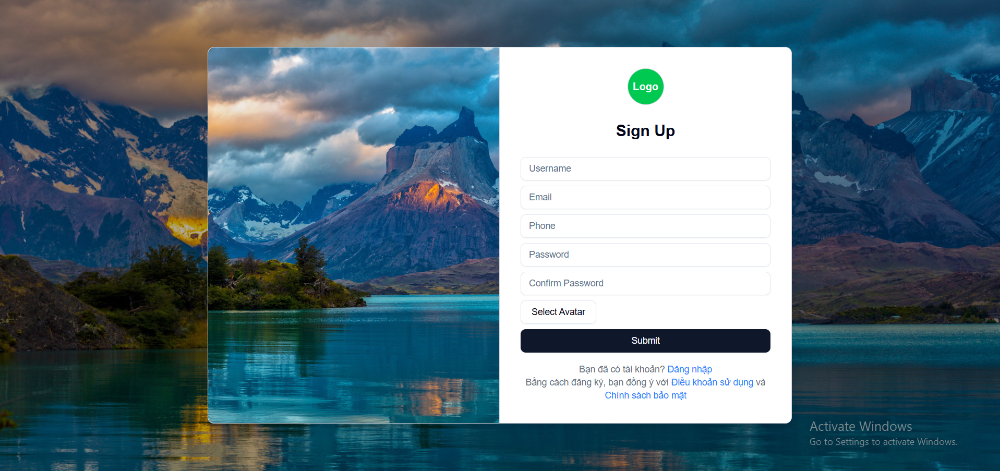 Logo
Sign Up
Username
Email
Phone
Password
Confirm Password
Select Avatar
Submit
Bạn đã có tài khoản? Đăng nhập
Bằng cách đăng ký, bạn đồng ý với Điều khoản sử dụng và
Chính sách bảo mật
Activate Windows
Go to Settings to activate Windows.